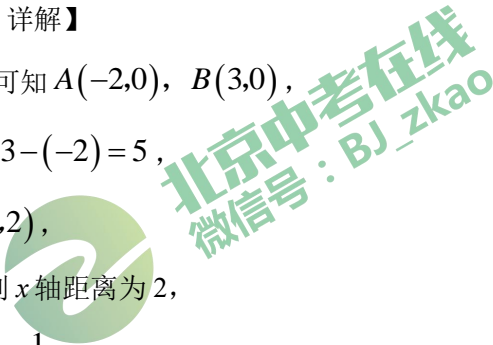 详解】
可知 A(−2,0)，B(3,0)，
3−(−2)=5，
,2)，
x轴距离为2，
1
北京中考在线
微信号：BJ_zkao